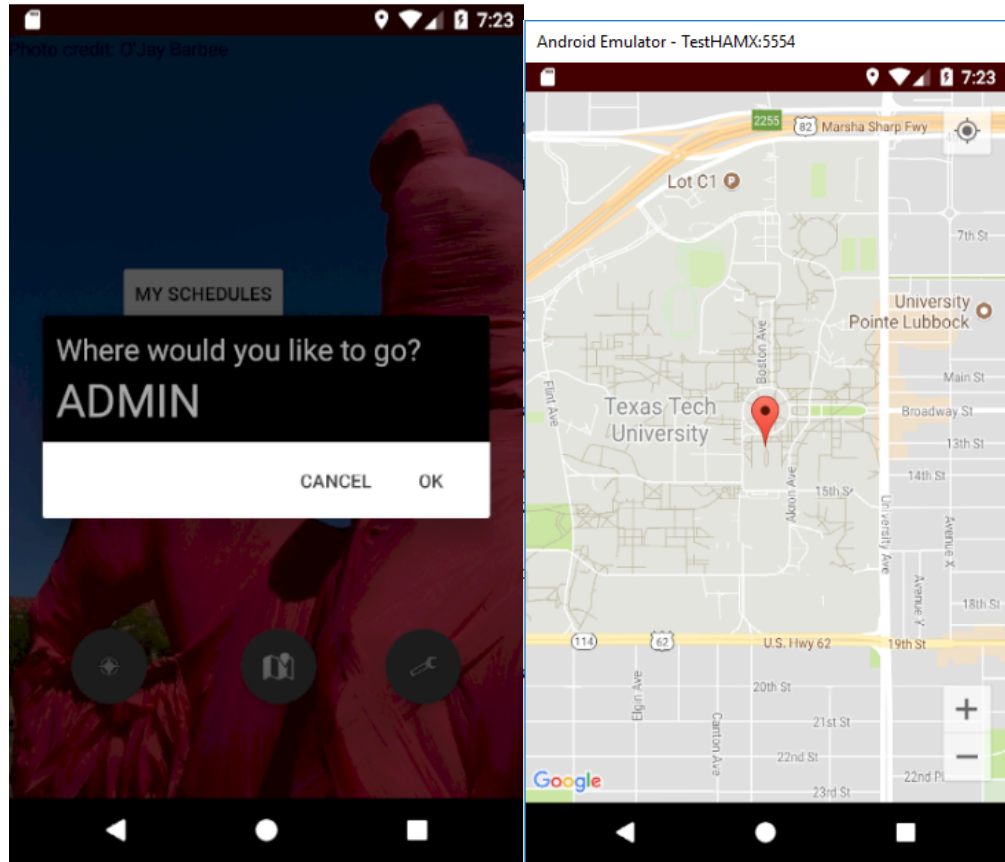 7:23
Photo credit: O'Jay Barbee
MY SCHEDULES
Where would you like to go?
ADMIN
CANCEL
OK
Android Emulator - TestHAMX:5554
7:23
2255
82
Marsha Sharp Fwy
Lot C1
P
7th St
University
Pointe Lubbock
Boston Ave
Main St
Flint Ave
Texas Tech
University
Broadway St
13th St
14th St
Akron Ave
15th St
University Ave
Avenue X
Avenue Y
18th St
114
62
U.S. Hwy 62
19th St
Elgin Ave
20th St
Canton Ave
21st St
22nd St
22nd Pl
23rd St
Google